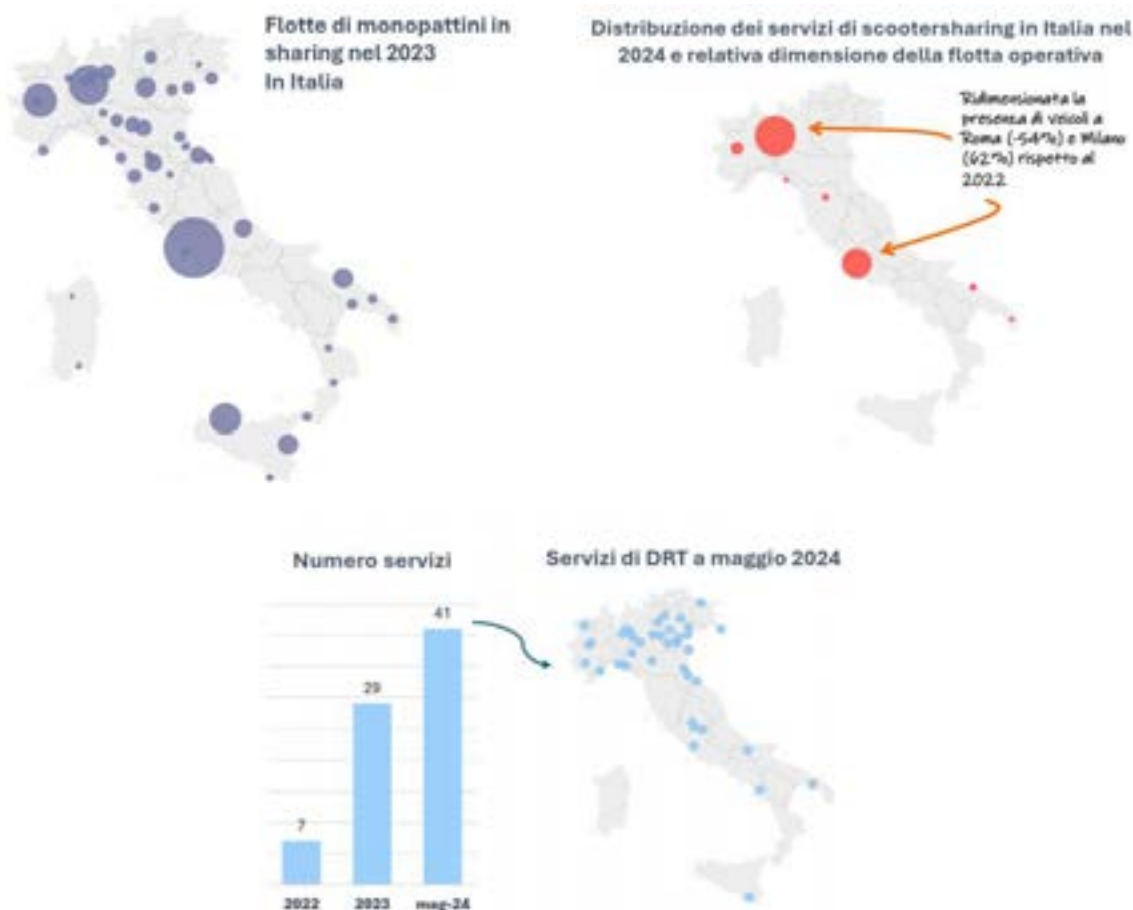 Flotte di monopattini in
sharing nel 2023
In Italia
Distribuzione dei servizi di scootersharing in Italia nel
2024 e relativa dimensione della flotta operativa
Ridimensionata la
presenza di veicoli a
Roma (-54%) e Milano
(62%) rispetto al
2022
Numero servizi
41
29
7
2022 2023 mag-24
Servizi di DRT a maggio 2024